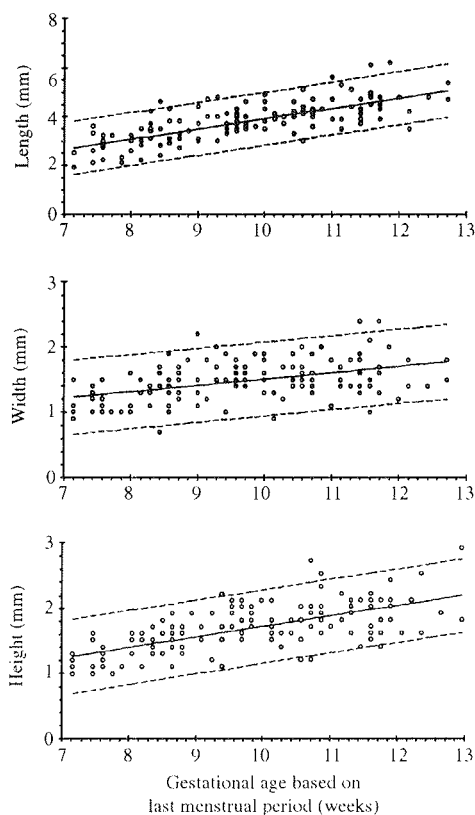 8
6
4
2
0
Length (mm)
7 8 9 10 11 12 13
3
2
1
0
Width (mm)
7 8 9 10 11 12 13
3
2
1
0
Height (mm)
7 8 9 10 11 12 13
Gestational age based on
last menstrual period (weeks)